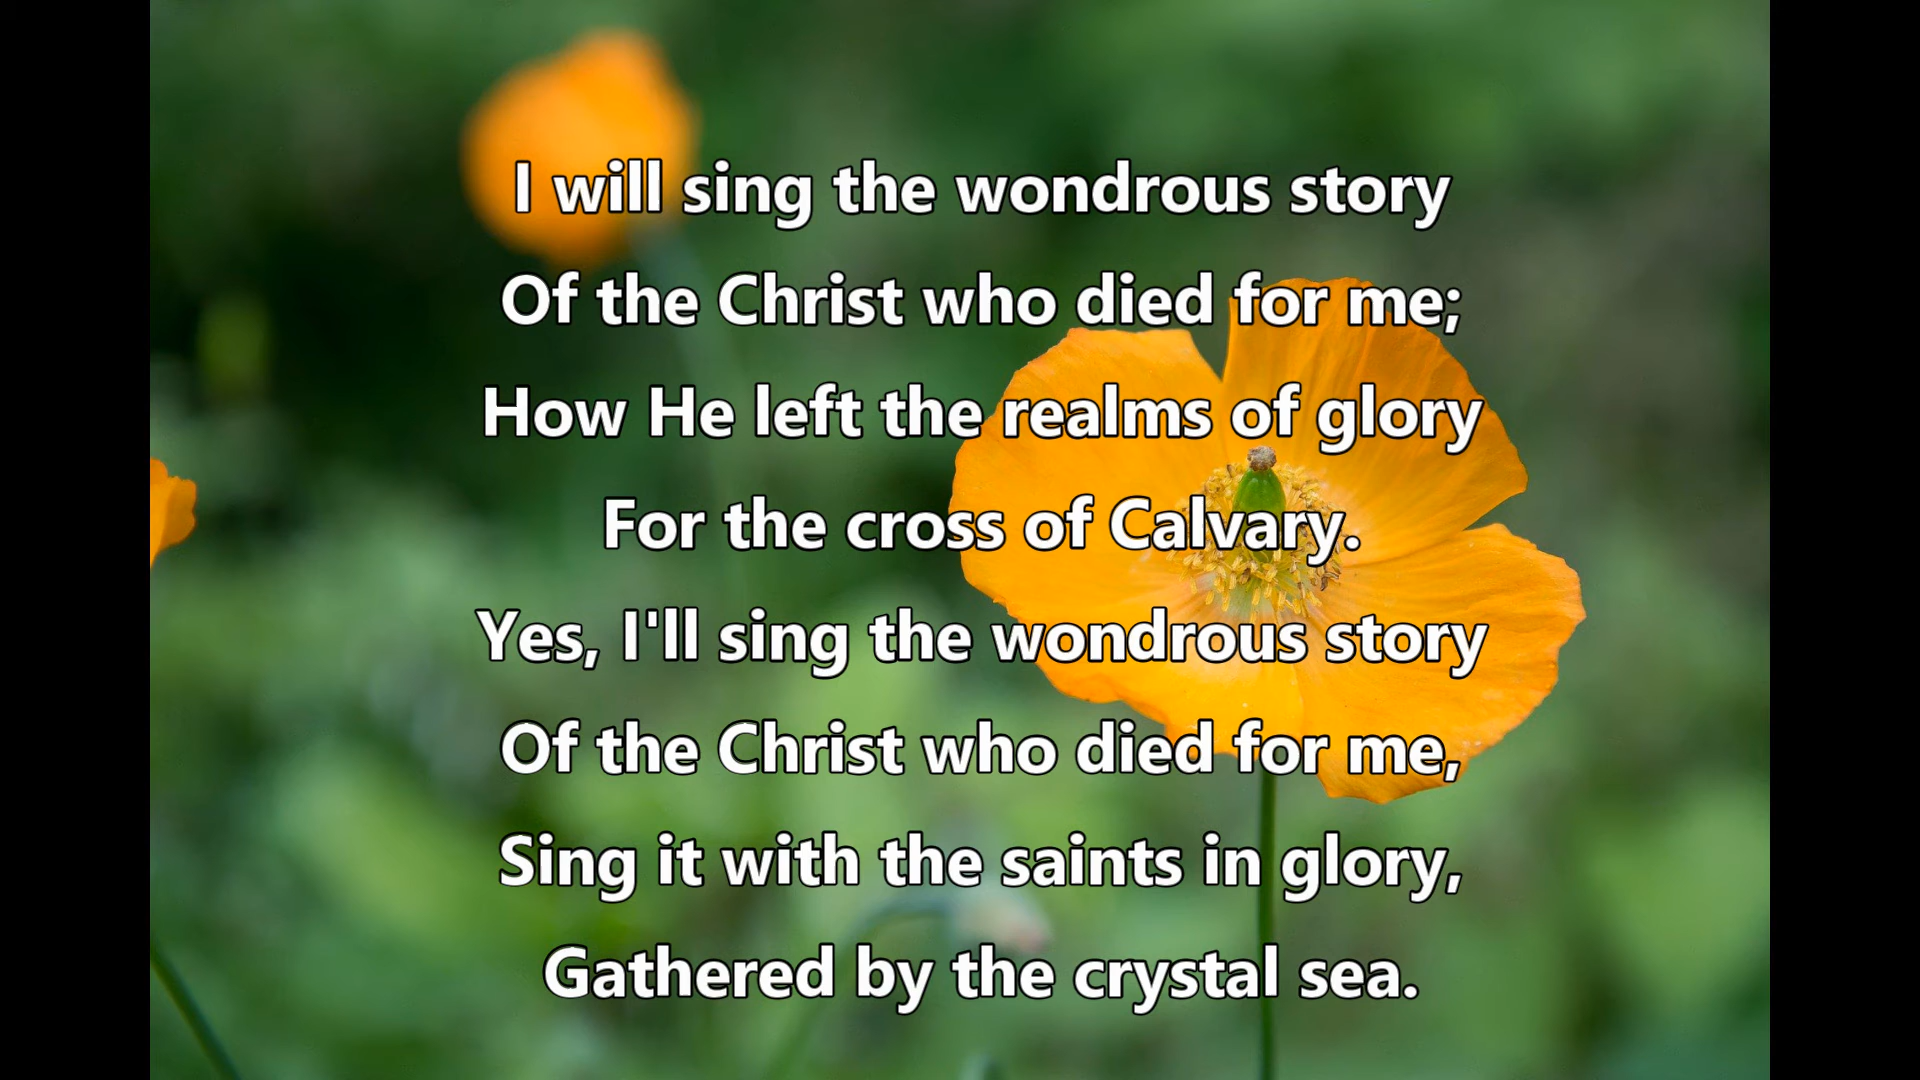 I will sing the wondrous story
Of the Christ who died for me;
How He left the realms of glory
For the cross of Calvary.
Yes, I'll sing the wondrous story
Of the Christ who died for me,
Sing it with the saints in glory,
Gathered by the crystal sea.